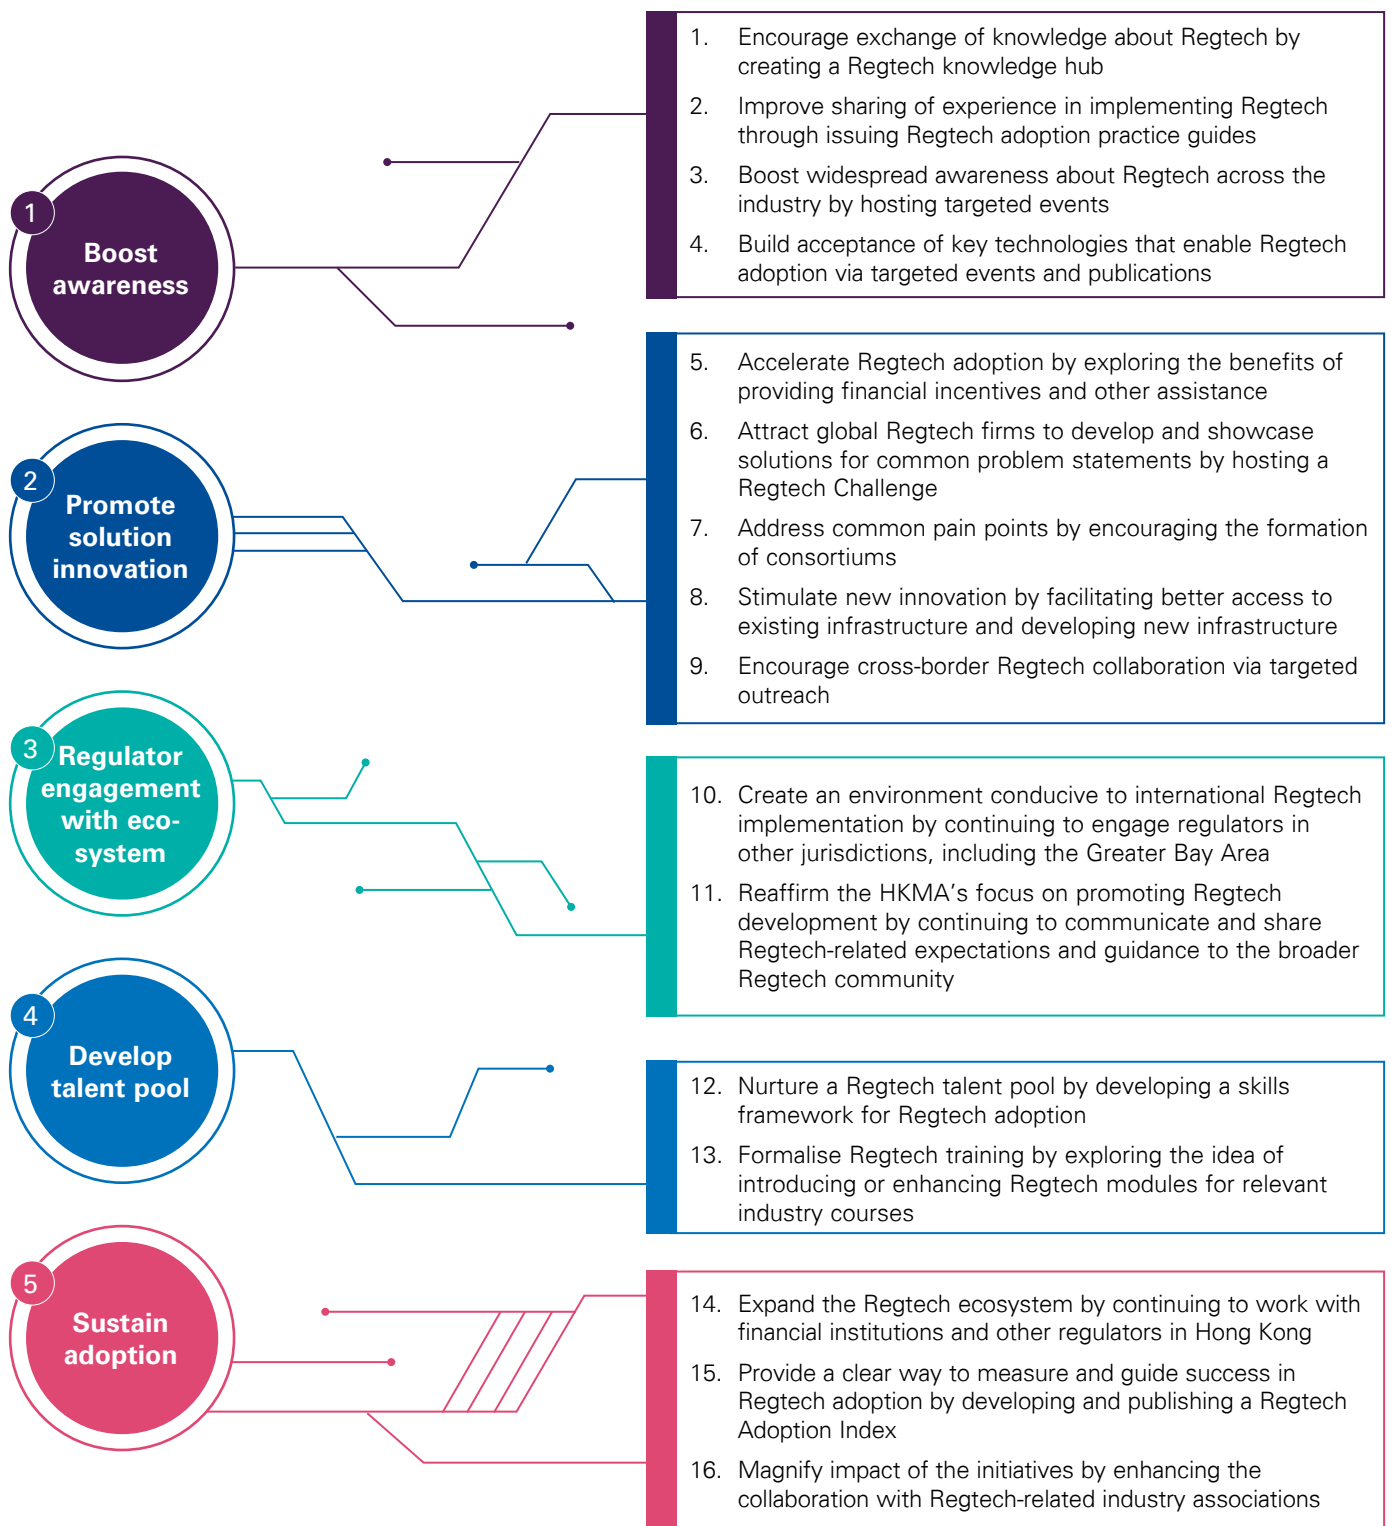 1
Boost
awareness
1. Encourage exchange of knowledge about Regtech by
creating a Regtech knowledge hub
2. Improve sharing of experience in implementing Regtech
through issuing Regtech adoption practice guides
3. Boost widespread awareness about Regtech across the
industry by hosting targeted events
4. Build acceptance of key technologies that enable Regtech
adoption via targeted events and publications
2
Promote
solution
innovation
5. Accelerate Regtech adoption by exploring the benefits of
providing financial incentives and other assistance
6. Attract global Regtech firms to develop and showcase
solutions for common problem statements by hosting a
Regtech Challenge
7. Address common pain points by encouraging the formation
of consortiums
8. Stimulate new innovation by facilitating better access to
existing infrastructure and developing new infrastructure
9. Encourage cross-border Regtech collaboration via targeted
outreach
3
Regulator
engagement
with eco-
system
10. Create an environment conducive to international Regtech
implementation by continuing to engage regulators in
other jurisdictions, including the Greater Bay Area
11. Reaffirm the HKMA's focus on promoting Regtech
development by continuing to communicate and share
Regtech-related expectations and guidance to the broader
Regtech community
4
Develop
talent pool
12. Nurture a Regtech talent pool by developing a skills
framework for Regtech adoption
13. Formalise Regtech training by exploring the idea of
introducing or enhancing Regtech modules for relevant
industry courses
5
Sustain
adoption
14. Expand the Regtech ecosystem by continuing to work with
financial institutions and other regulators in Hong Kong
15. Provide a clear way to measure and guide success in
Regtech adoption by developing and publishing a Regtech
Adoption Index
16. Magnify impact of the initiatives by enhancing the
collaboration with Regtech-related industry associations